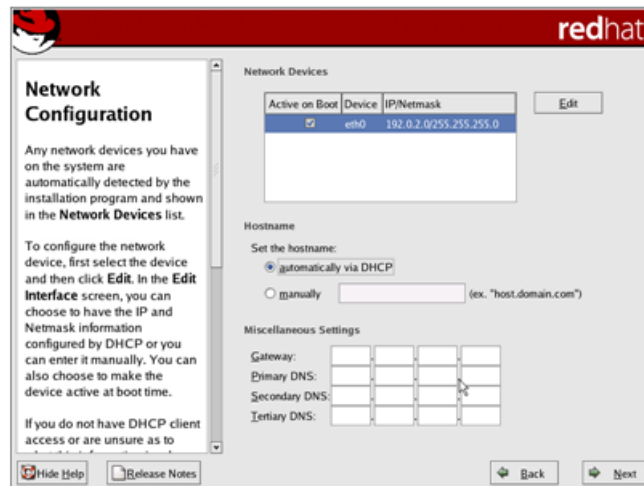 redhat
Network
Configuration
Any network devices you have
on the system are
automatically detected by the
installation program and shown
in the Network Devices list.
To configure the network
device, first select the device
and then click Edit. In the Edit
Interface screen, you can
choose to have the IP and
Netmask information
configured by DHCP or you
can enter it manually. You can
also choose to make the
device active at boot time.
If you do not have DHCP client
access or are unsure as to
Network Devices
Active on Boot Device IP/Netmask
eth0 192.0.2.0/255.255.255.0
Edit
Hostname
Set the hostname:
automatically via DHCP
manually (ex. "host.domain.com")
Miscellaneous Settings
Gateway:
Primary DNS:
Secondary DNS:
Tertiary DNS:
Hide Help Release Notes Back Next